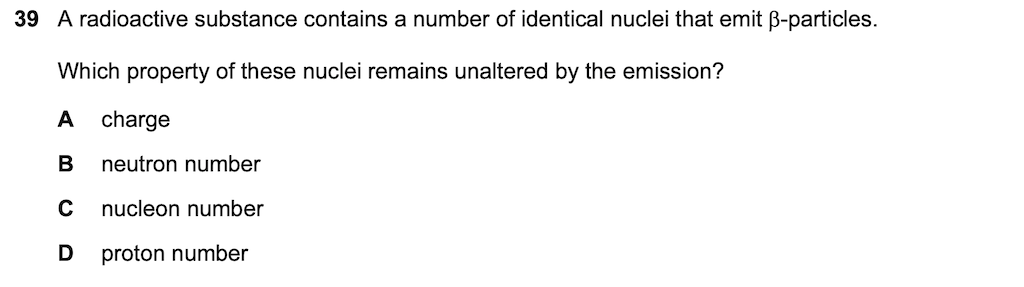 39 A radioactive substance contains a number of identical nuclei that emit β-particles.
Which property of these nuclei remains unaltered by the emission?
A charge
B neutron number
C nucleon number
D proton number